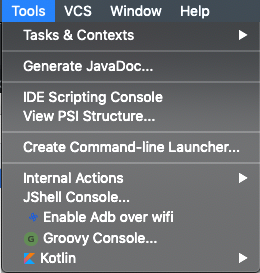 Tools VCS Window Help
Tasks & Contexts
Generate JavaDoc...
IDE Scripting Console
View PSI Structure...
Create Command-line Launcher...
Internal Actions
JShell Console...
Enable Adb over wifi
G Groovy Console...
Kotlin